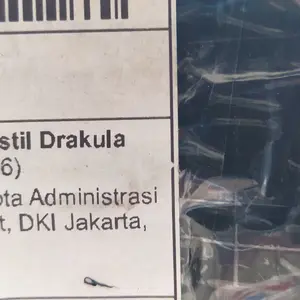 stil Drakula
6)
ota Administrasi
t, DKI Jakarta,